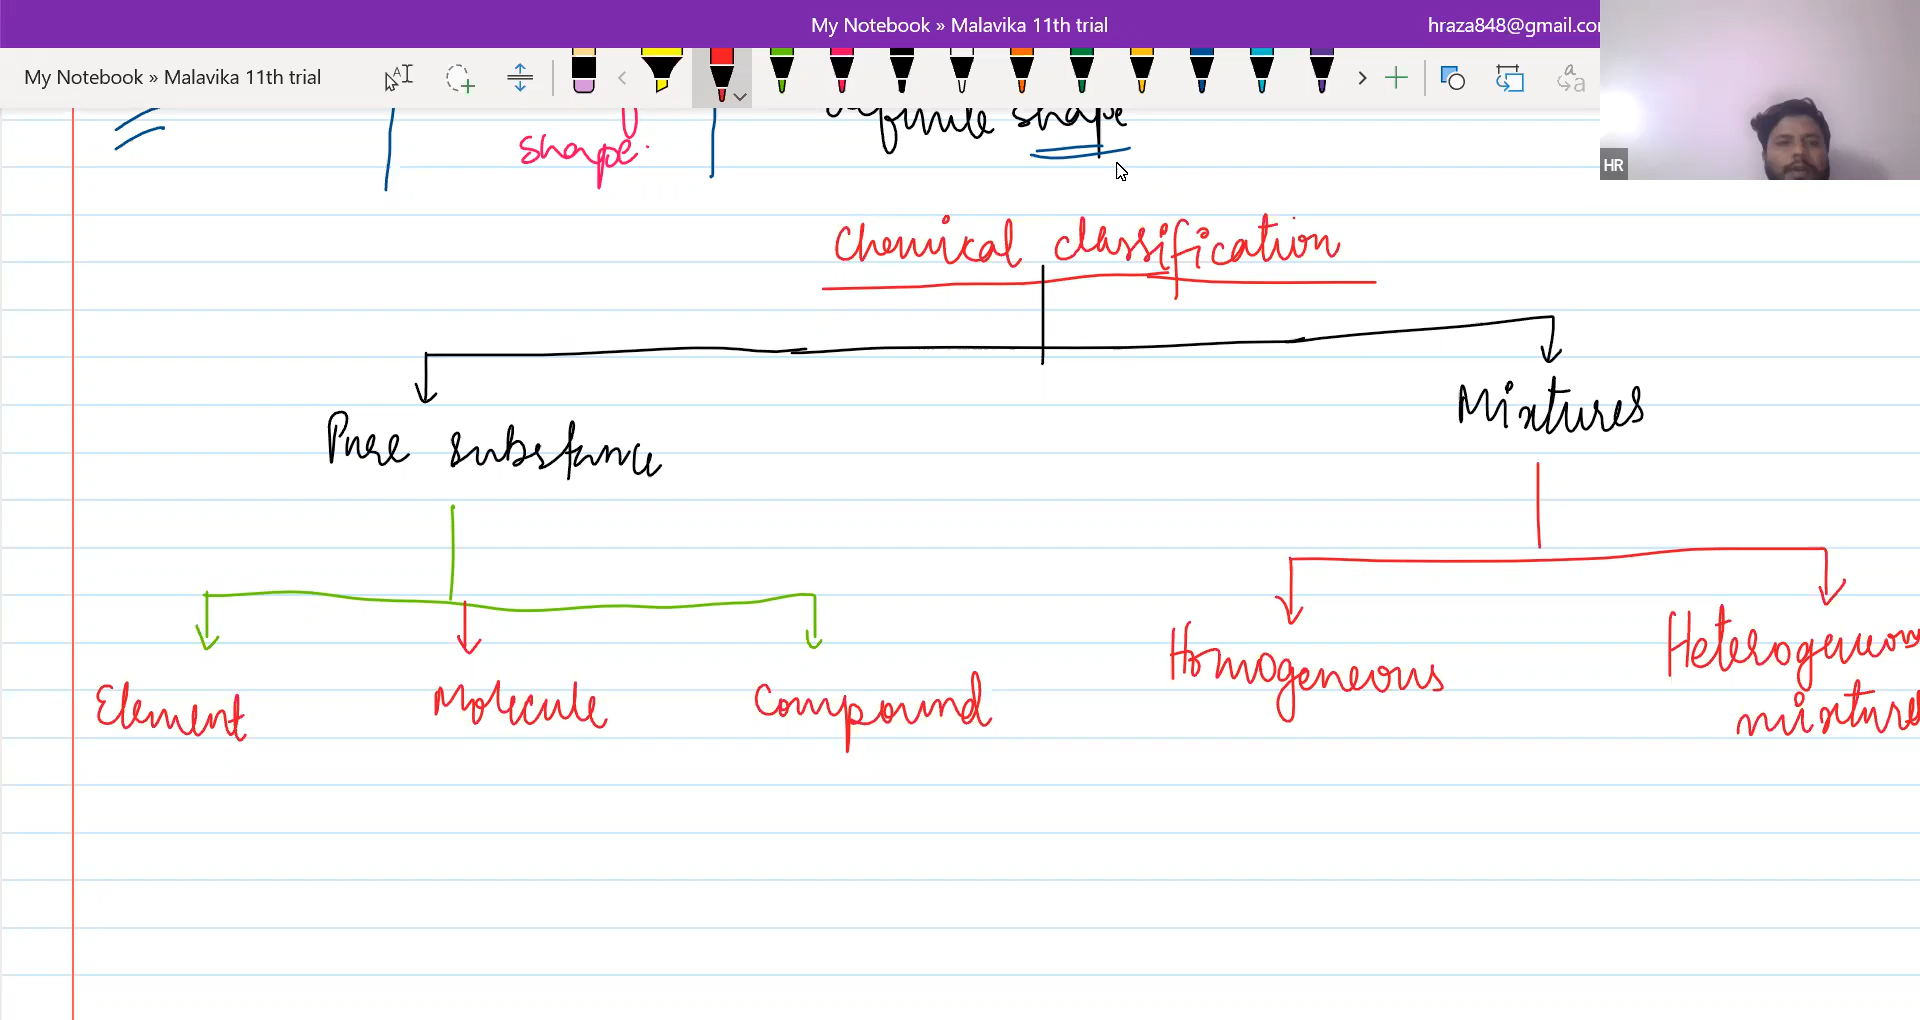 My Notebook » Malavika 11th trial
hraza848@gmail.co
My Notebook » Malavika 11th trial
shape.
shape
HR
Chemical classification
Pure substance
Mixtures
Element
Molecule
Compound
Homogeneous
Heterogeneous
mixture